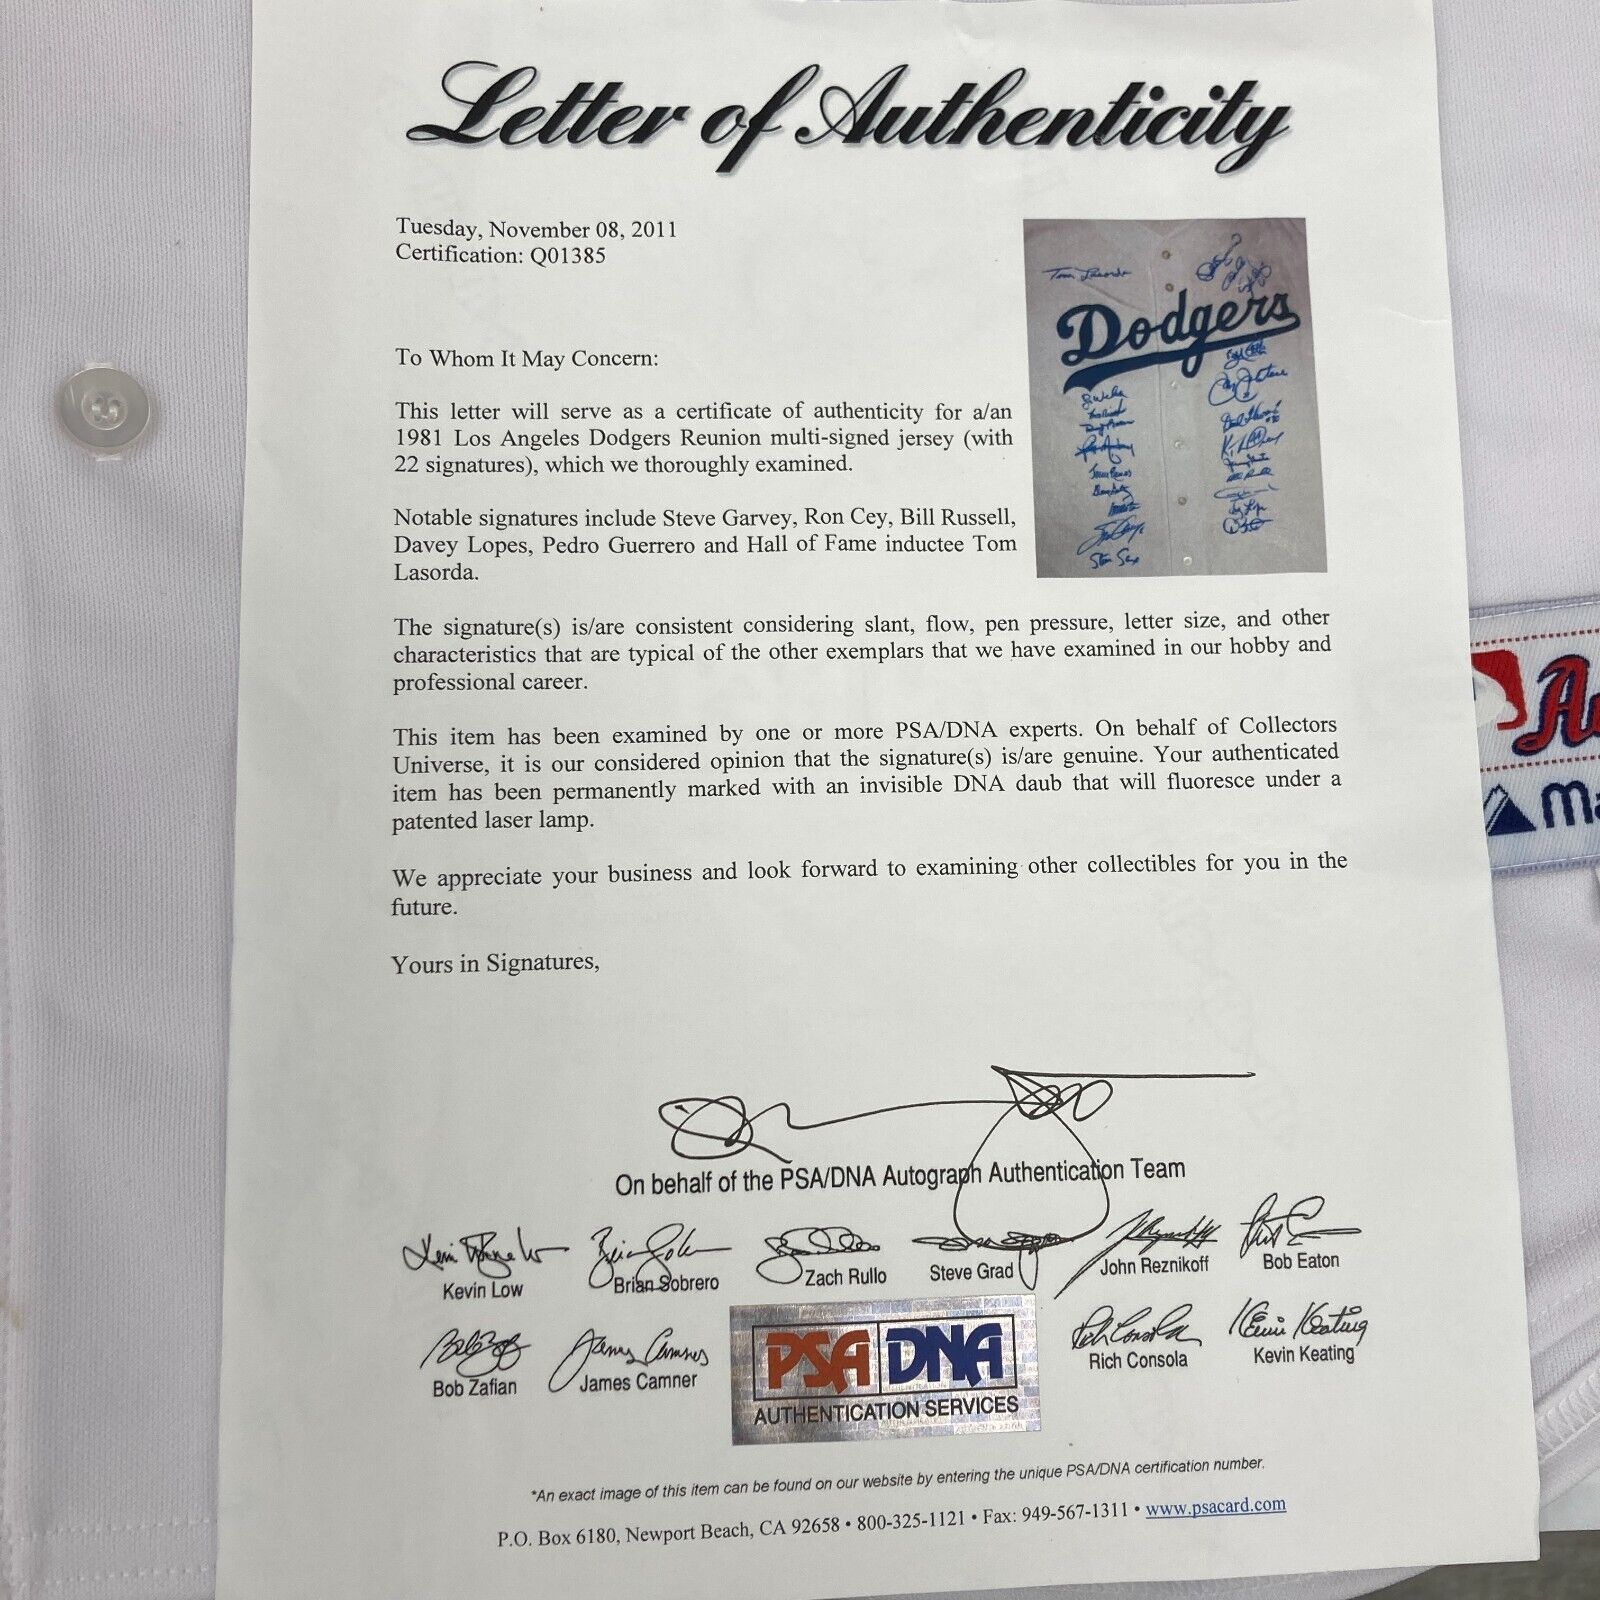 Letter of Authenticity
Tuesday, November 08, 2011
Certification: Q01385
Tom Lasorda
Dodgers
Steve Sax
To Whom It May Concern:
This letter will serve as a certificate of authenticity for a/an
1981 Los Angeles Dodgers Reunion multi-signed jersey (with
22 signatures), which we thoroughly examined.
Notable signatures include Steve Garvey, Ron Cey, Bill Russell,
Davey Lopes, Pedro Guerrero and Hall of Fame inductee Tom
Lasorda.
The signature(s) is/are consistent considering slant, flow, pen pressure, letter size, and other
characteristics that are typical of the other exemplars that we have examined in our hobby and
professional career.
This item has been examined by one or more PSA/DNA experts. On behalf of Collectors
Universe, it is our considered opinion that the signature(s) is/are genuine. Your authenticated
item has been permanently marked with an invisible DNA daub that will fluoresce under a
patented laser lamp.
We appreciate your business and look forward to examining other collectibles for you in the
future.
Yours in Signatures,
On behalf of the PSA/DNA Autograph Authentication Team
Kevin Low Brian Sobrero Zach Rullo Steve Grad John Reznikoff Bob Eaton
Bob Zafian James Camner Rich Consola Kevin Keating
PSA DNA
AUTHENTICATION SERVICES
*An exact image of this item can be found on our website by entering the unique PSA/DNA certification number.
P.O. Box 6180, Newport Beach, CA 92658 • 800-325-1121 • Fax: 949-567-1311 • www.psacard.com
Au
Ma